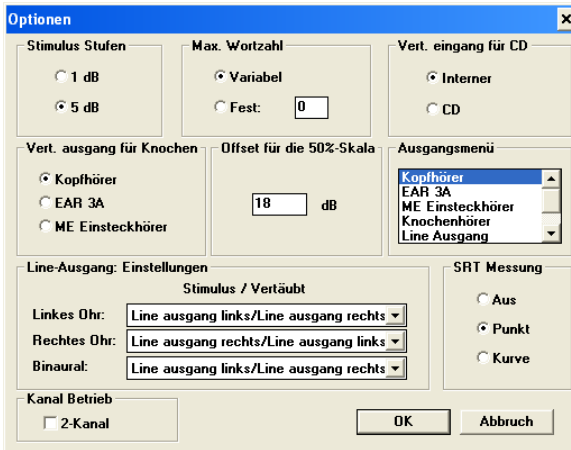 Optionen
Stimulus Stufen
1 dB
5 dB
Max. Wortzahl
Variabel
Fest: 0
Vert. eingang für CD
Interner
CD
Vert. ausgang für Knochen
Kopfhörer
EAR 3A
ME Einsteckhörer
Offset für die 50%-Skala
18 dB
Ausgangsmenü
Kopfhörer
EAR 3A
ME Einsteckhörer
Knochenhörer
Line Ausgang
Line-Ausgang: Einstellungen
Stimulus / Vertäubt
Linkes Ohr: Line ausgang links/Line ausgang rechts
Rechtes Ohr: Line ausgang rechts/Line ausgang links
Binaural: Line ausgang links/Line ausgang rechts
SRT Messung
Aus
Punkt
Kurve
Kanal Betrieb
2-Kanal
OK
Abbruch